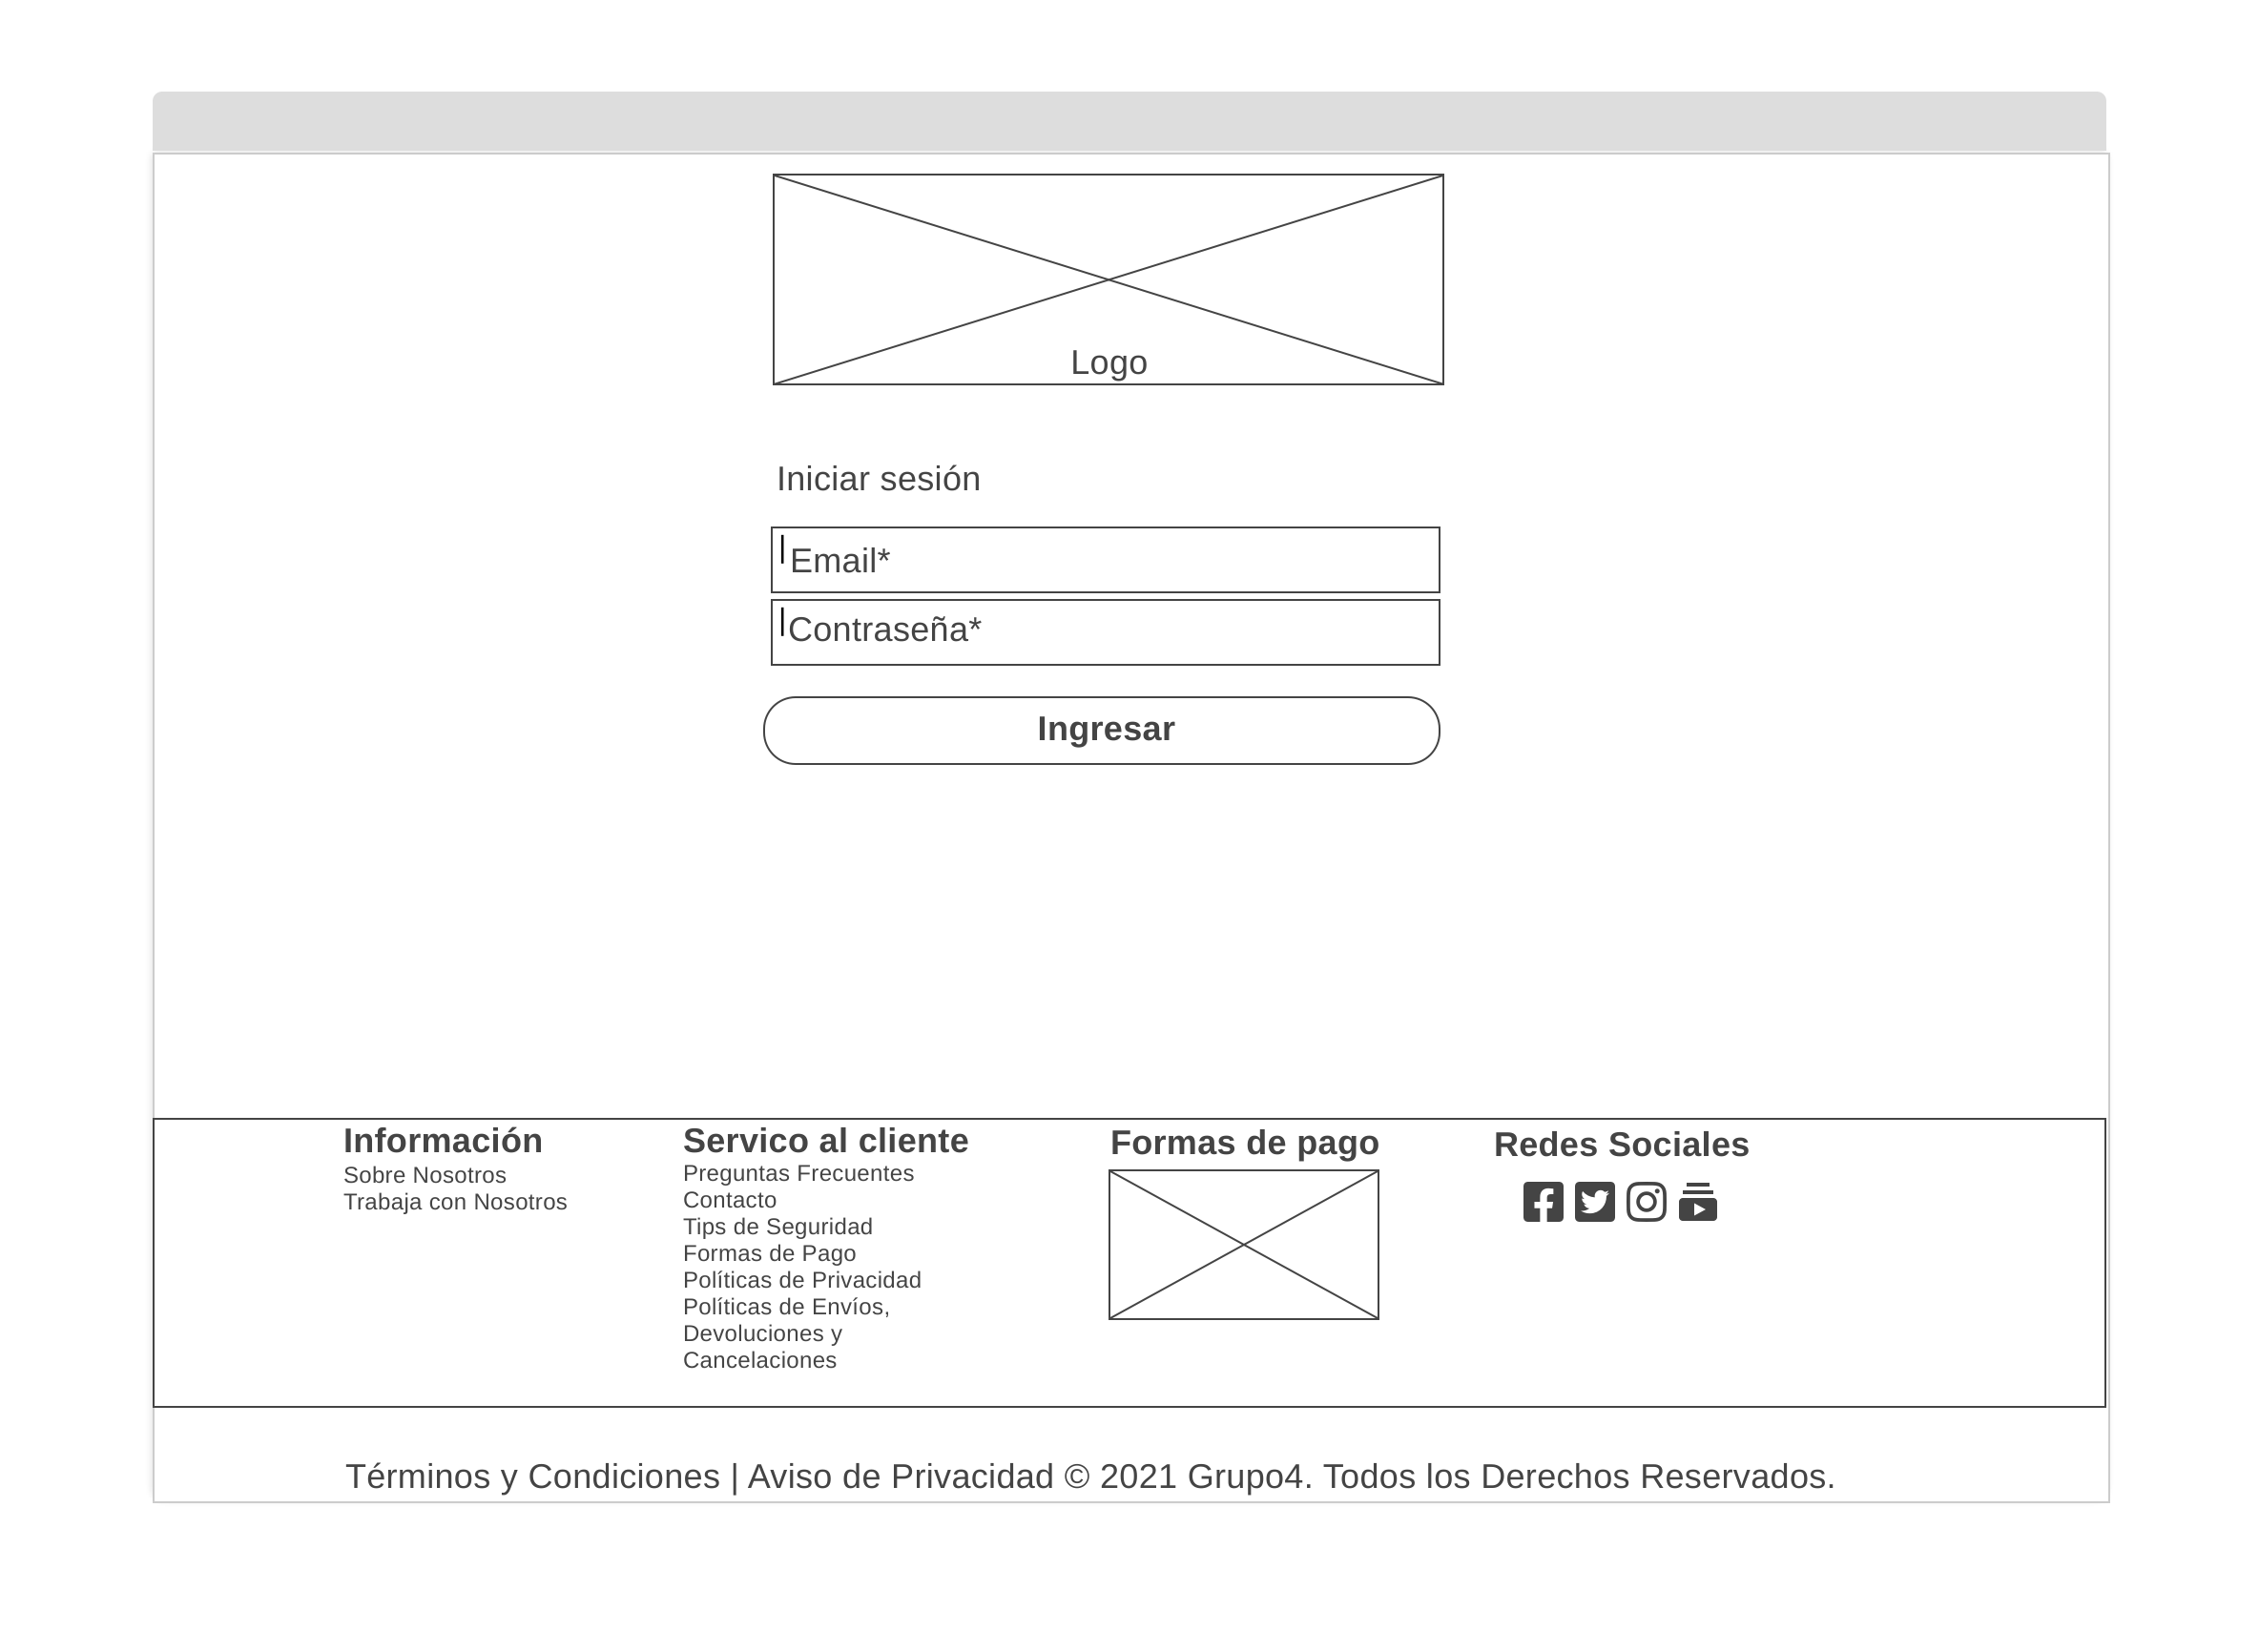 Logo
Iniciar sesión
Email*
Contraseña*
Ingresar
Información
Sobre Nosotros
Trabaja con Nosotros
Servico al cliente
Preguntas Frecuentes
Contacto
Tips de Seguridad
Formas de Pago
Políticas de Privacidad
Políticas de Envíos,
Devoluciones y
Cancelaciones
Formas de pago
Redes Sociales
Términos y Condiciones | Aviso de Privacidad © 2021 Grupo4. Todos los Derechos Reservados.